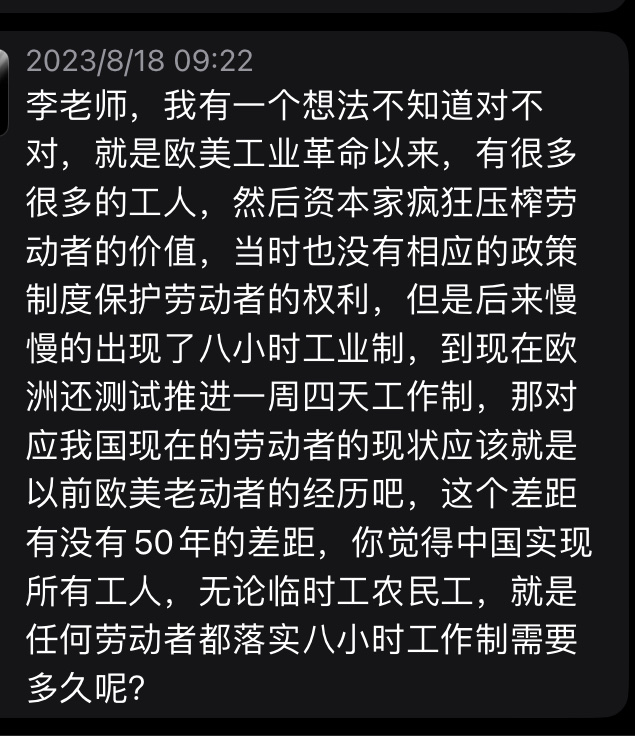 2023/8/18 09:22
李老师，我有一个想法不知道对不
对，就是欧美工业革命以来，有很多
很多的工人，然后资本家疯狂压榨劳
动者的价值，当时也没有相应的政策
制度保护劳动者的权利，但是后来慢
慢的出现了八小时工业制，到现在欧
洲还测试推进一周四天工作制，那对
应我国现在的劳动者的现状应该就是
以前欧美老动者的经历吧，这个差距
有没有50年的差距，你觉得中国实现
所有工人，无论临时工农民工，就是
任何劳动者都落实八小时工作制需要
多久呢？